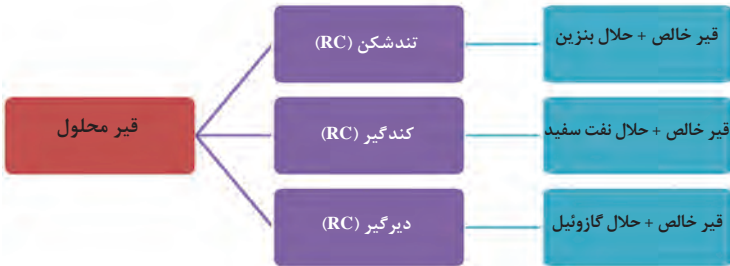 قیر محلول
تندشکن (RC)
قیر خالص + حلال بنزین
کندگیر (RC)
قیر خالص + حلال نفت سفید
دیرگیر (RC)
قیر خالص + حلال گازوئیل